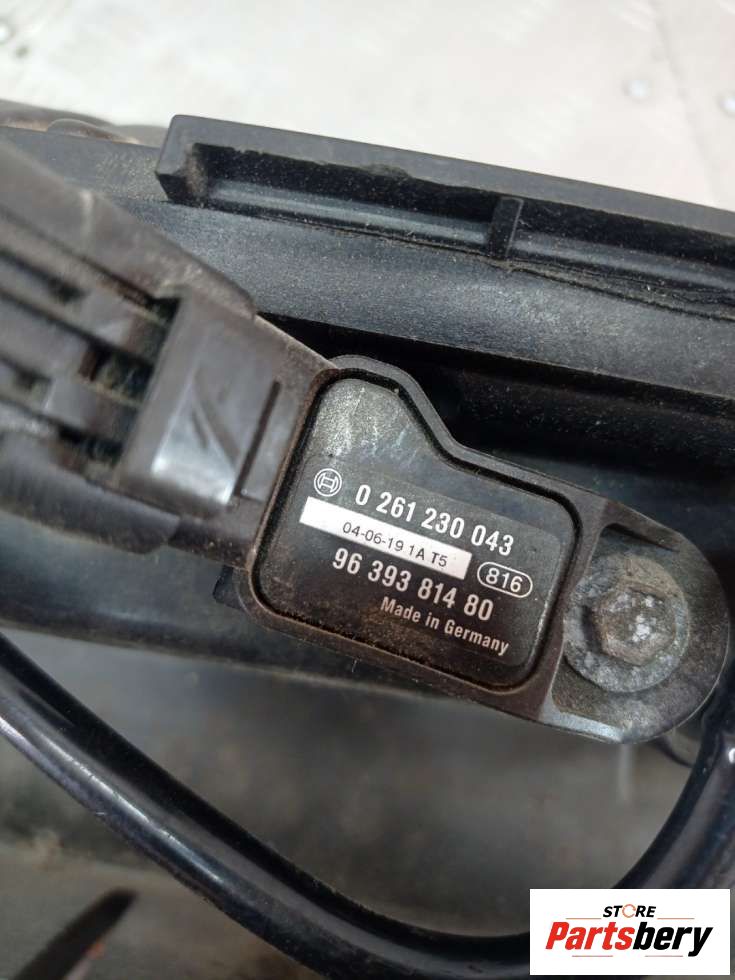 0 261 230 043
04-06-19 1A T5
816
96 393 814 80
Made in Germany
STORE
Partsbery